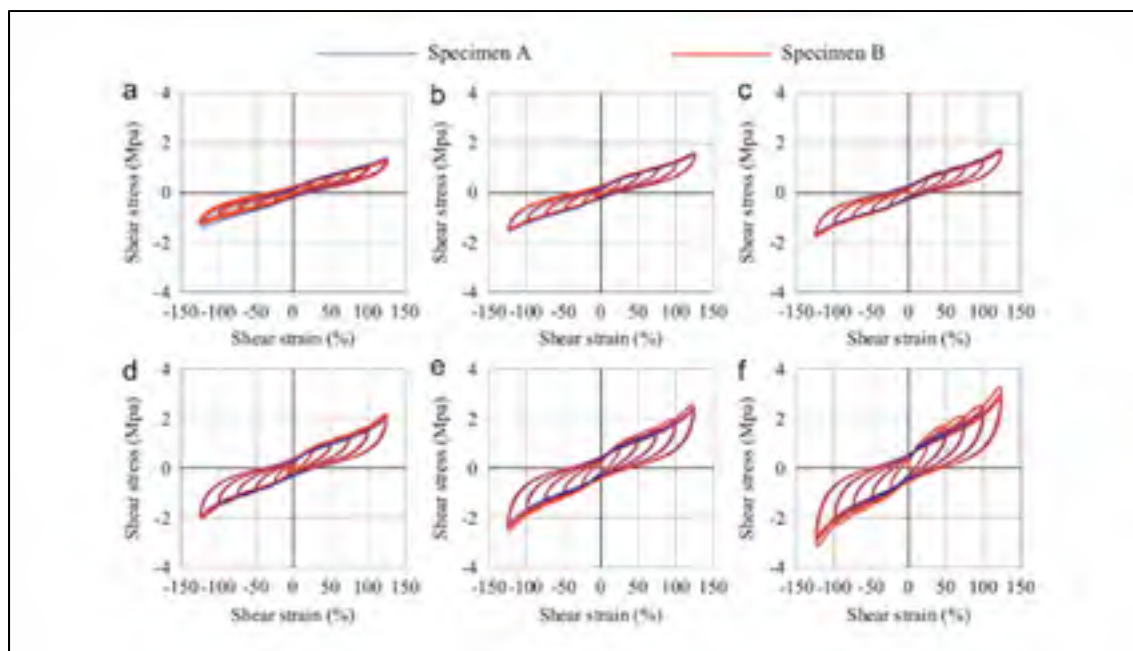 Specimen A Specimen B
a b c
4 4 4
2 2 2
0 0 0
-2 -2 -2
-4 -4 -4
Shear stress (Mpa) Shear stress (Mpa) Shear stress (Mpa)
-150 -100 -50 0 50 100 150 -150 -100 -50 0 50 100 150 -150 -100 -50 0 50 100 150
Shear strain (%) Shear strain (%) Shear strain (%)
d e f
4 4 4
2 2 2
0 0 0
-2 -2 -2
-4 -4 -4
Shear stress (Mpa) Shear stress (Mpa) Shear stress (Mpa)
-150 -100 -50 0 50 100 150 -150 -100 -50 0 50 100 150 -150 -100 -50 0 50 100 150
Shear strain (%) Shear strain (%) Shear strain (%)